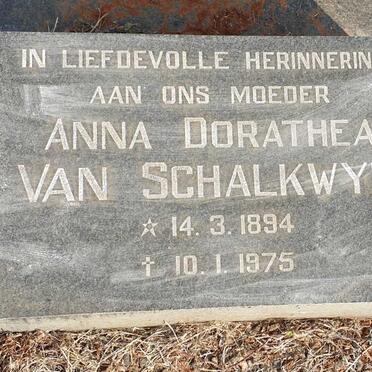 IN LIEFDEVOLLE HERINNERIN
AAN ONS MOEDER
ANNA DORATHEA
VAN SCHALKWY
☆ 14. 3. 1894
† 10. 1. 1975